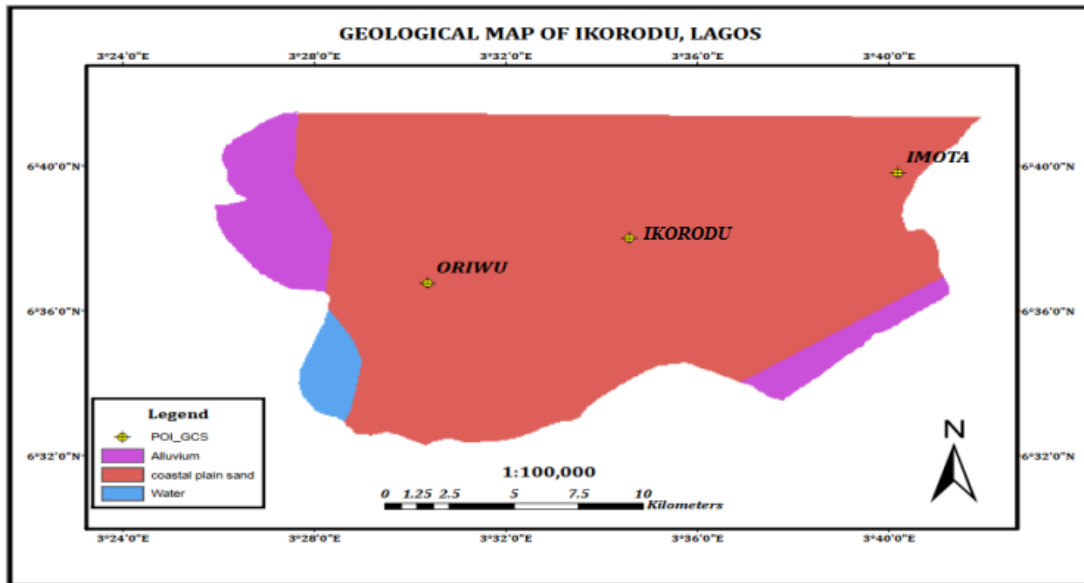 GEOLOGICAL MAP OF IKORODU, LAGOS
3°24'0"E 3°28'0"E 3°32'0"E 3°36'0"E 3°40'0"E
6°40'0"N 6°40'0"N
IMOTA
IKORODU
ORIWU
6°36'0"N 6°36'0"N
Legend
POI_GCS
Alluvium
coastal plain sand
Water
N
6°32'0"N 6°32'0"N
1:100,000
0 1.25 2.5 5 7.5 10
Kilometers
3°24'0"E 3°28'0"E 3°32'0"E 3°36'0"E 3°40'0"E